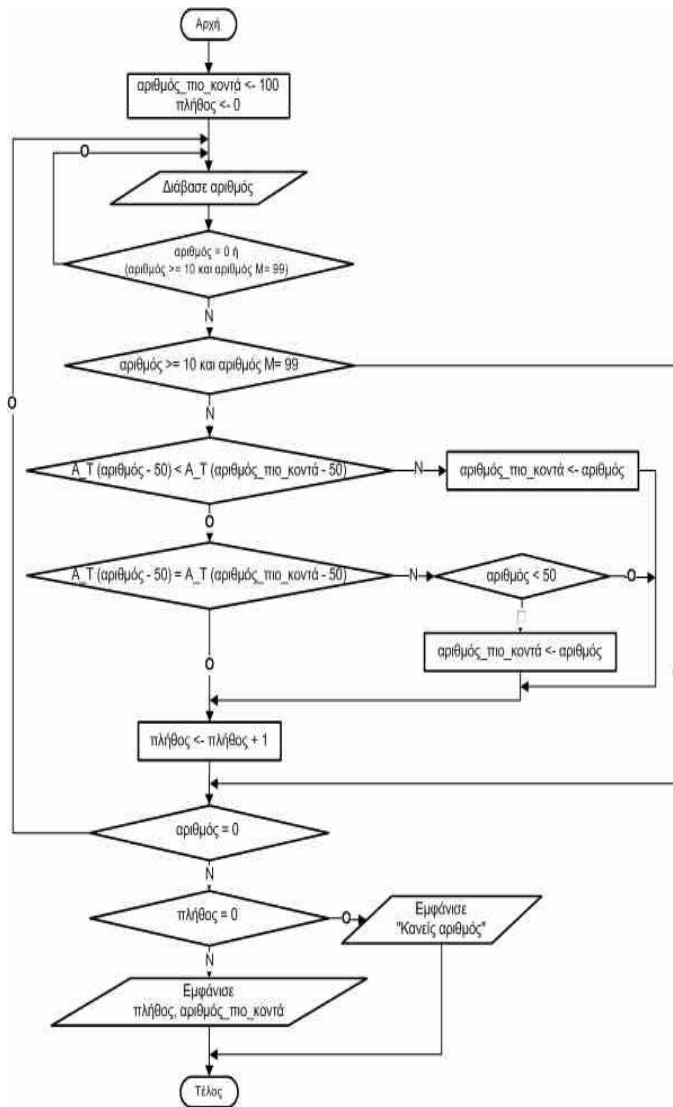 Αρχή
αριθμός_πιο_κοντά <- 100
πλήθος <- 0
Ο
Διάβασε αριθμός
αριθμός = 0 ή
(αριθμός >= 10 και αριθμός Μ= 99)
Ν
αριθμός >= 10 και αριθμός Μ= 99
Ο
Ν
Α_Τ (αριθμός - 50) < Α_Τ (αριθμός_πιο_κοντά - 50)
Ν
αριθμός_πιο_κοντά <- αριθμός
Ο
Α_Τ (αριθμός - 50) = Α_Τ (αριθμός_πιο_κοντά - 50)
Ν
αριθμός < 50
Ο
αριθμός_πιο_κοντά <- αριθμός
Ο
πλήθος <- πλήθος + 1
αριθμός = 0
Ν
πλήθος = 0
Ο
Εμφάνισε
"Κανείς αριθμός"
Ν
Εμφάνισε
πλήθος, αριθμός_πιο_κοντά
Τέλος